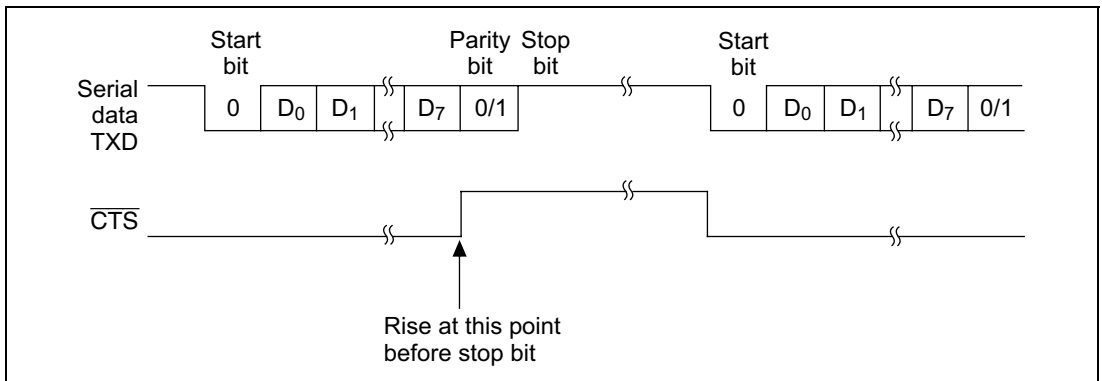 Start
bit
Parity
bit
Stop
bit
Start
bit
Serial
data
TXD
0 D0 D1 D7 0/1 0 D0 D1 D7 0/1
CTS
Rise at this point
before stop bit